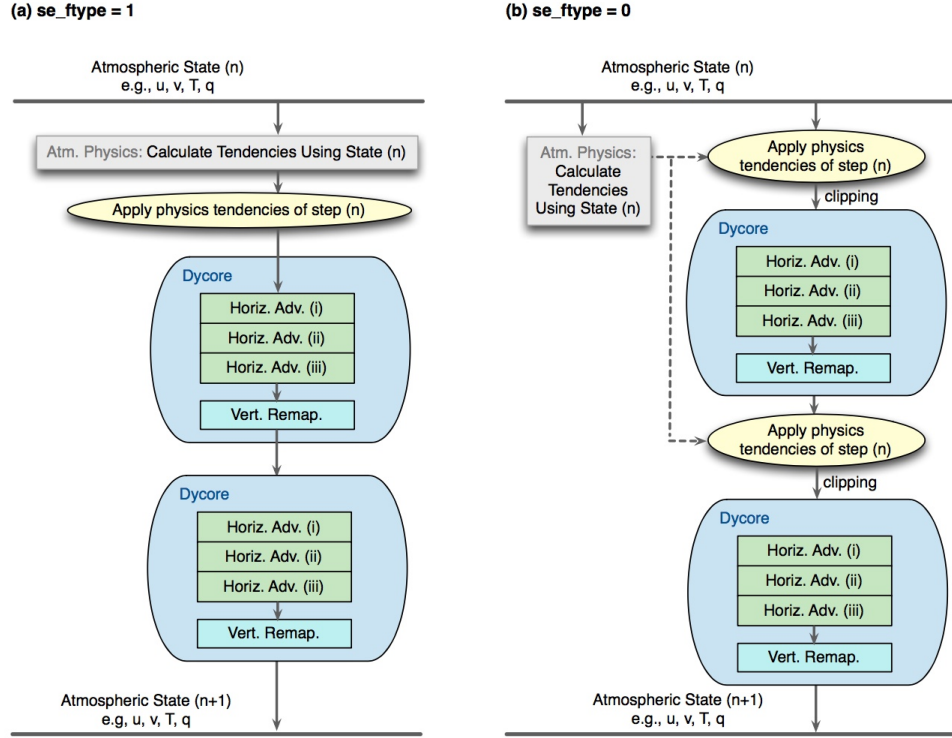 (a) se_ftype = 1
Atmospheric State (n)
e.g., u, v, T, q
Atm. Physics: Calculate Tendencies Using State (n)
Apply physics tendencies of step (n)
Dycore
Horiz. Adv. (i)
Horiz. Adv. (ii)
Horiz. Adv. (iii)
Vert. Remap.
Dycore
Horiz. Adv. (i)
Horiz. Adv. (ii)
Horiz. Adv. (iii)
Vert. Remap.
Atmospheric State (n+1)
e.g, u, v, T, q
(b) se_ftype = 0
Atmospheric State (n)
e.g., u, v, T, q
Atm. Physics:
Calculate
Tendencies
Using State (n)
Apply physics
tendencies of step (n)
clipping
Dycore
Horiz. Adv. (i)
Horiz. Adv. (ii)
Horiz. Adv. (iii)
Vert. Remap.
Apply physics
tendencies of step (n)
clipping
Dycore
Horiz. Adv. (i)
Horiz. Adv. (ii)
Horiz. Adv. (iii)
Vert. Remap.
Atmospheric State (n+1)
e.g., u, v, T, q